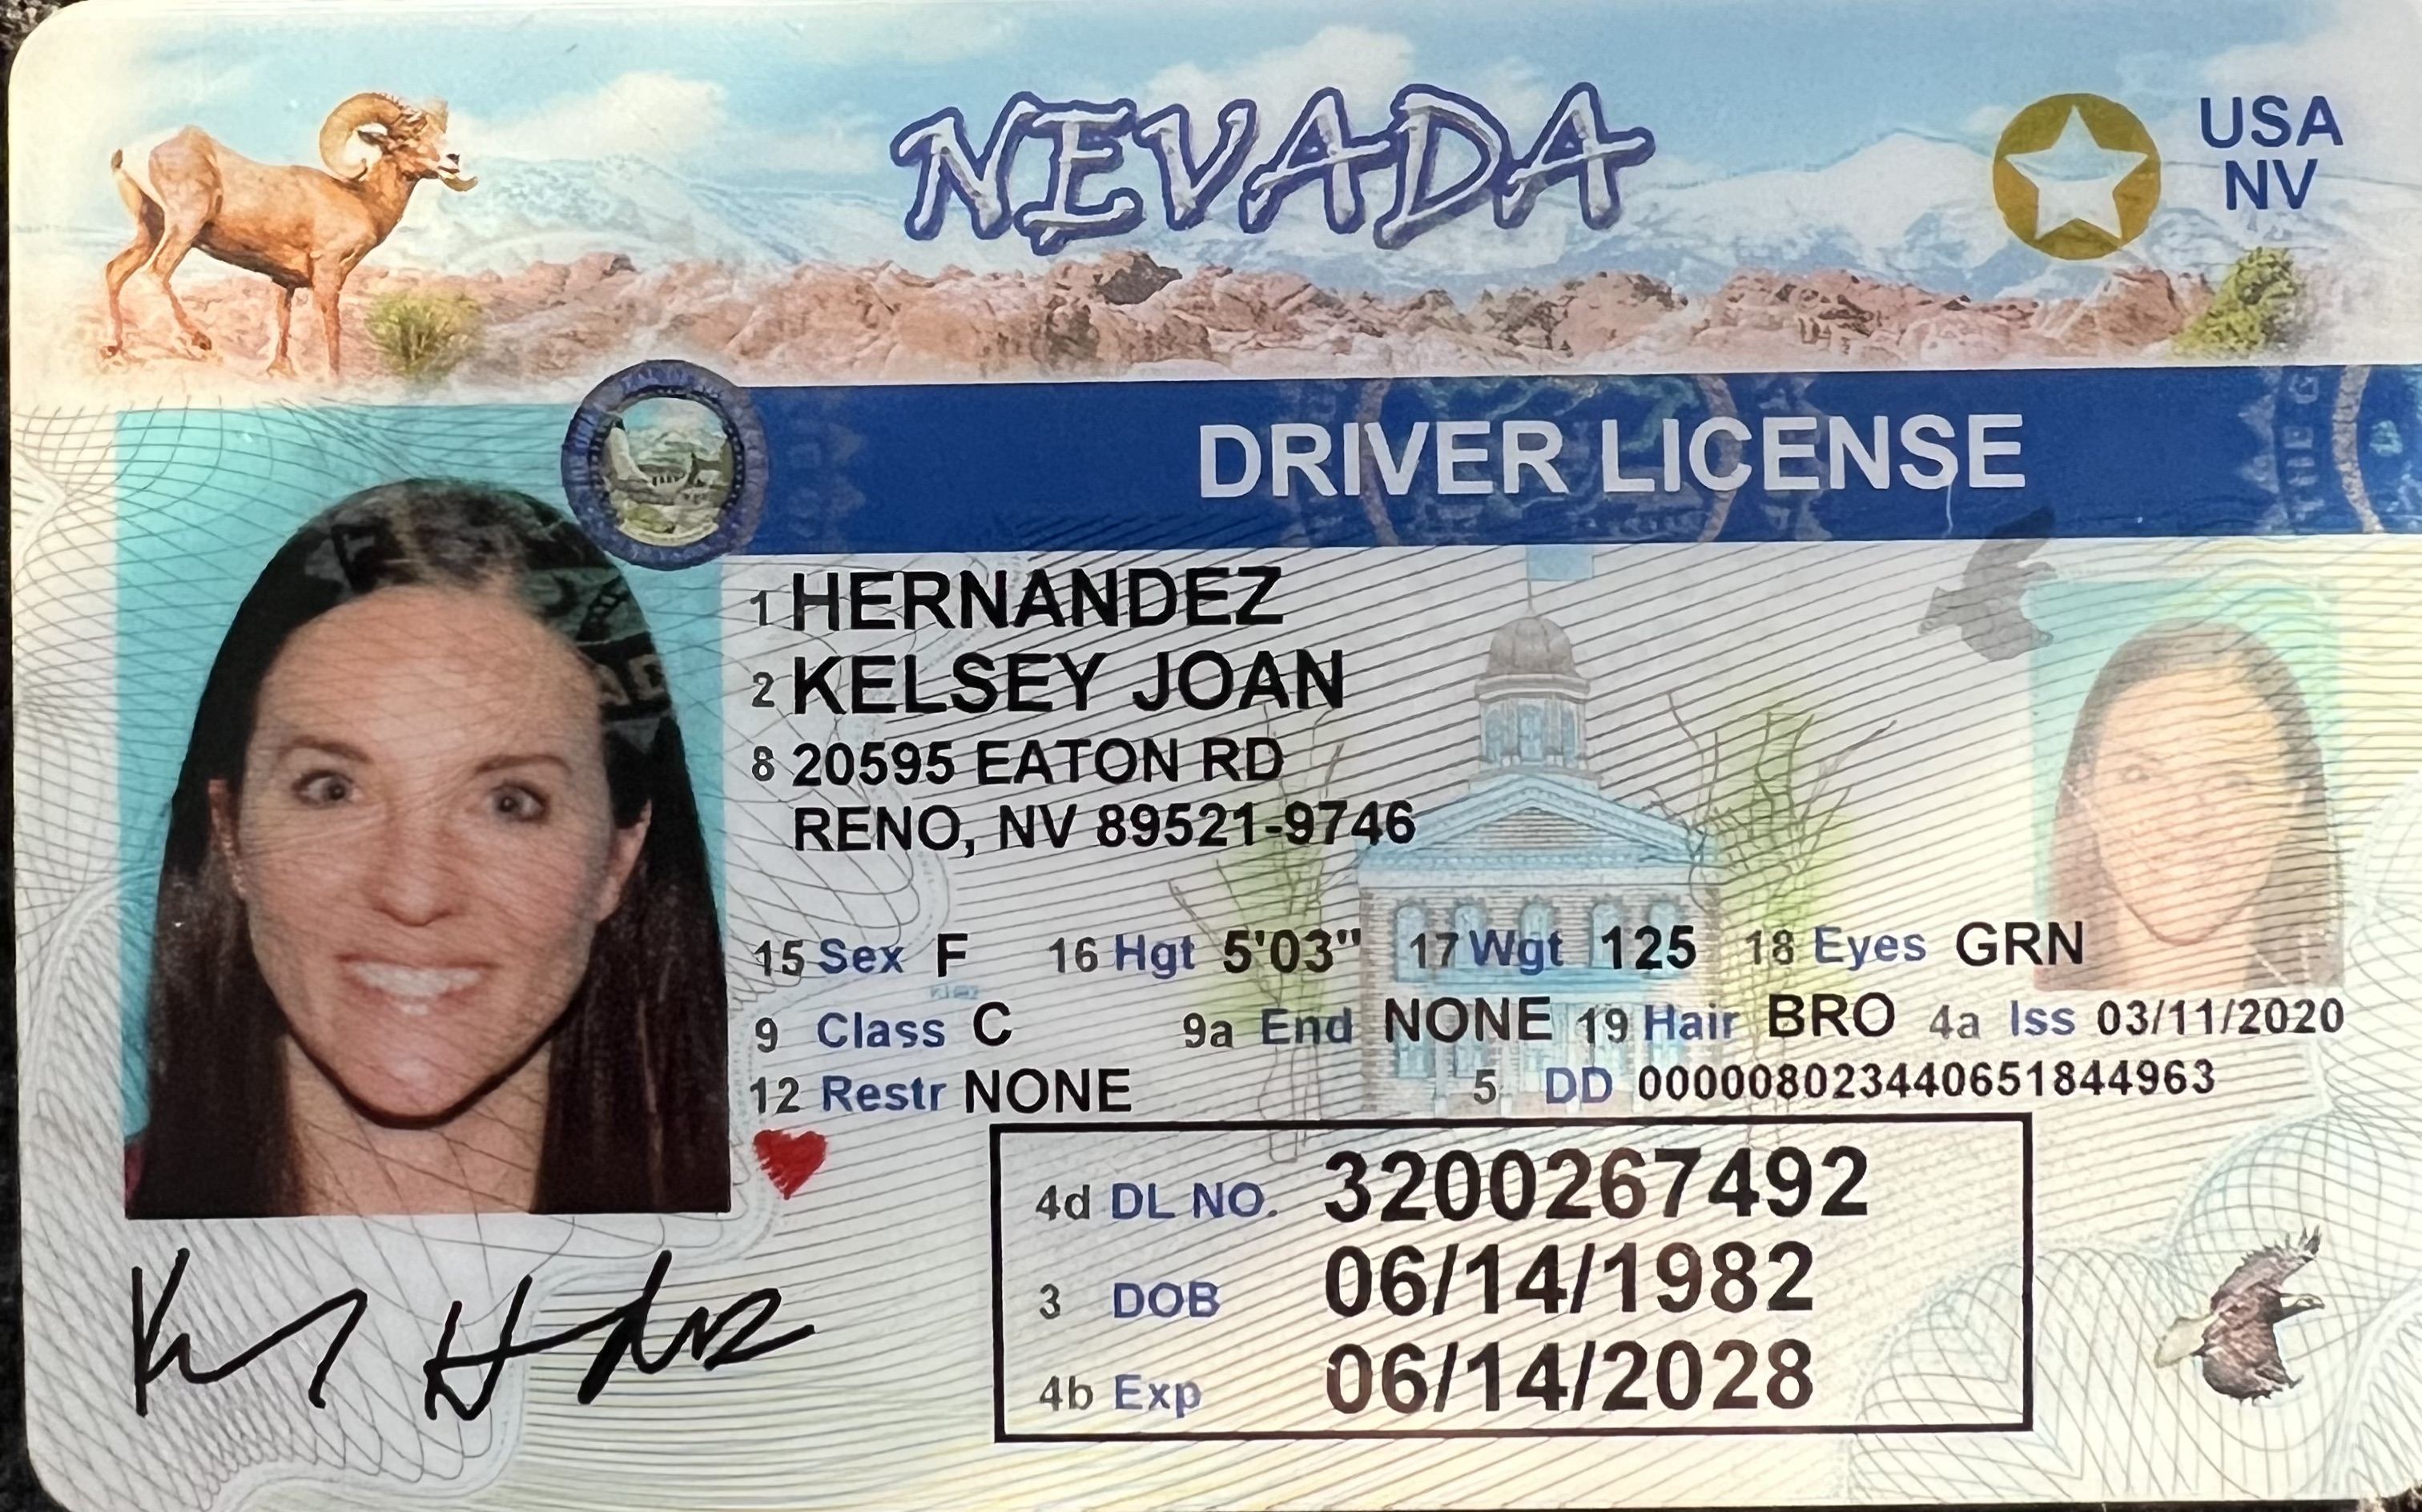 NEVADA
USA
NV
DRIVER LICENSE
1 HERNANDEZ
2 KELSEY JOAN
8 20595 EATON RD
RENO, NV 89521-9746
15 Sex F 16 Hgt 5'03" 17 Wgt 125 18 Eyes GRN
9 Class C 9a End NONE 19 Hair BRO 4a Iss 03/11/2020
12 Restr NONE 5 DD 000008023440651844963
4d DL NO. 3200267492
3 DOB 06/14/1982
4b Exp 06/14/2028